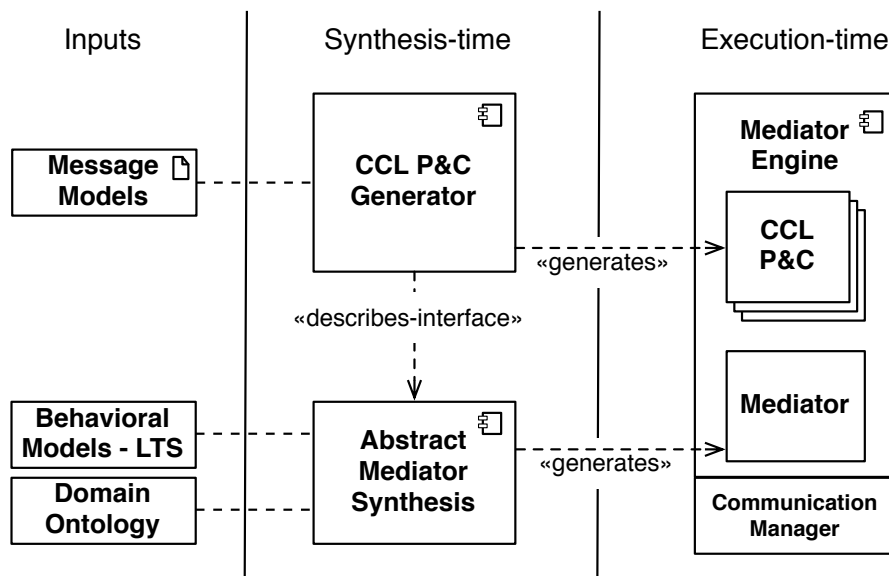 Inputs
Synthesis-time
Execution-time
Message
Models
CCL P&C
Generator
Mediator
Engine
CCL
P&C
«generates»
«describes-interface»
Behavioral
Models - LTS
Domain
Ontology
Abstract
Mediator
Synthesis
«generates»
Mediator
Communication
Manager